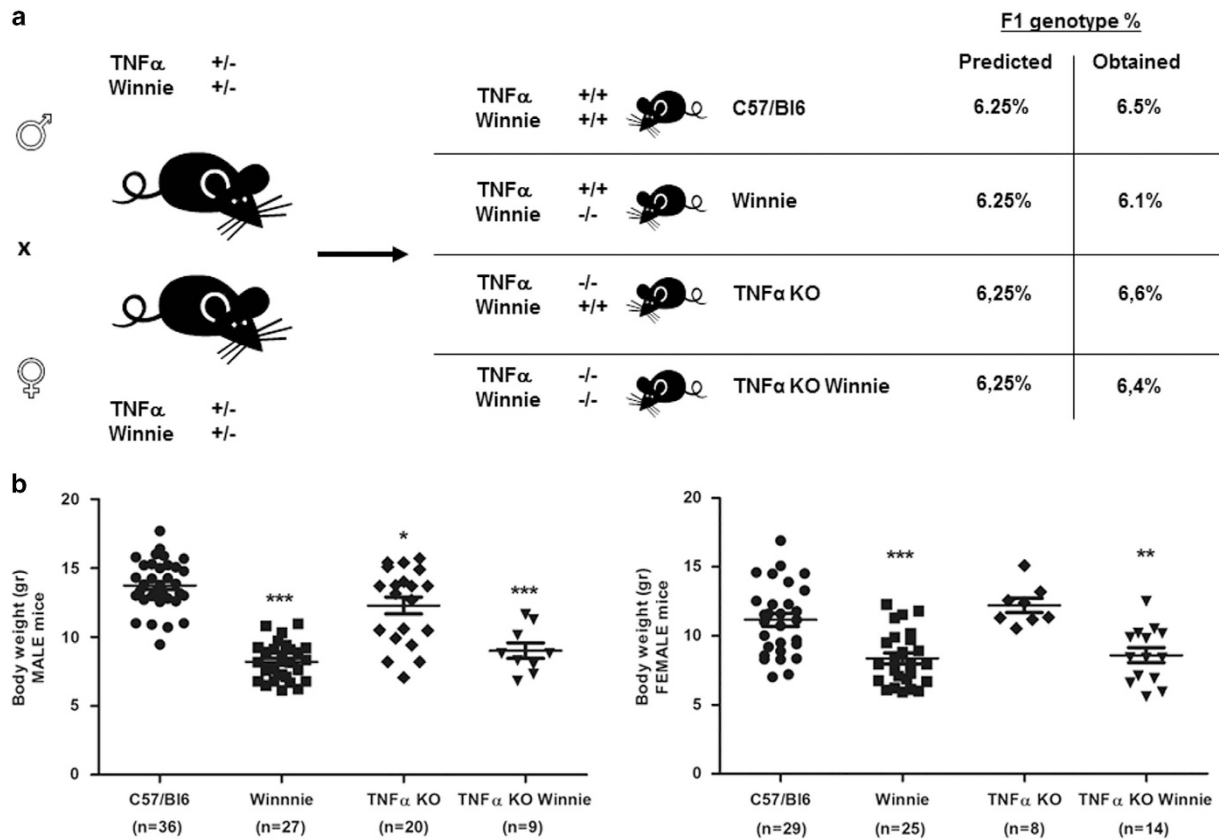 a
F1 genotype %
Predicted Obtained
TNFα +/-
Winnie +/-
♂
TNFα +/+
Winnie +/+
C57/Bl6 6.25% 6.5%
TNFα +/+
Winnie -/-
Winnie 6.25% 6.1%
x
TNFα -/-
Winnie +/+
TNFα KO 6,25% 6,6%
♀
TNFα -/-
Winnie -/-
TNFα KO Winnie 6,25% 6,4%
TNFα +/-
Winnie +/-
b
Body weight (gr)
MALE mice
20
15
10
5
0
***
*
***
C57/Bl6 Winnnie TNFα KO TNFα KO Winnie
(n=36) (n=27) (n=20) (n=9)
Body weight (gr)
FEMALE mice
20
15
10
5
0
***
**
C57/Bl6 Winnie TNFα KO TNFα KO Winnie
(n=29) (n=25) (n=8) (n=14)